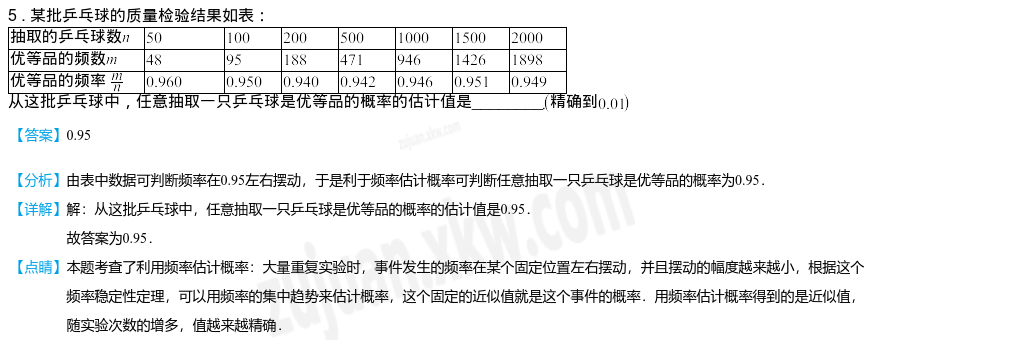 5．某批乒乓球的质量检验结果如表：
抽取的乒乓球数n 50 100 200 500 1000 1500 2000
优等品的频数m 48 95 188 471 946 1426 1898
优等品的频率 m/n 0.960 0.950 0.940 0.942 0.946 0.951 0.949
从这批乒乓球中，任意抽取一只乒乓球是优等品的概率的估计值是________(精确到0.01)
【答案】0.95
【分析】由表中数据可判断频率在0.95左右摆动，于是利于频率估计概率可判断任意抽取一只乒乓球是优等品的概率为0.95．
【详解】解：从这批乒乓球中，任意抽取一只乒乓球是优等品的概率的估计值是0.95．
故答案为0.95．
【点睛】本题考查了利用频率估计概率：大量重复实验时，事件发生的频率在某个固定位置左右摆动，并且摆动的幅度越来越小，根据这个
频率稳定性定理，可以用频率的集中趋势来估计概率，这个固定的近似值就是这个事件的概率．用频率估计概率得到的是近似值，
随实验次数的增多，值越来越精确．
zujuan.xkw.com
zujuan.xkw.com